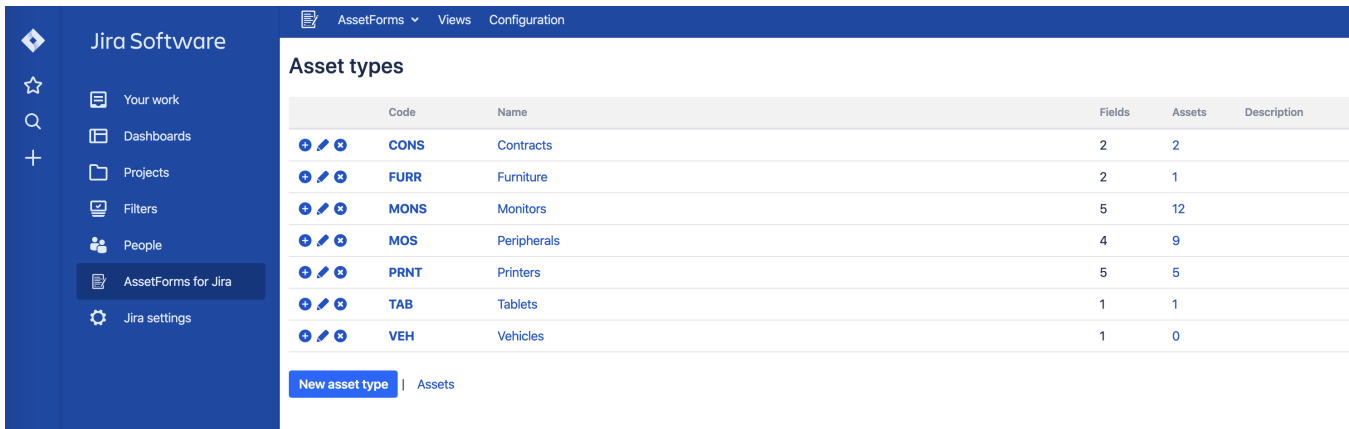 AssetForms Views Configuration
Jira Software
Your work
Dashboards
Projects
Filters
People
AssetForms for Jira
Jira settings
Asset types
Code Name Fields Assets Description
CONS Contracts 2 2
FURR Furniture 2 1
MONS Monitors 5 12
MOS Peripherals 4 9
PRNT Printers 5 5
TAB Tablets 1 1
VEH Vehicles 1 0
New asset type | Assets